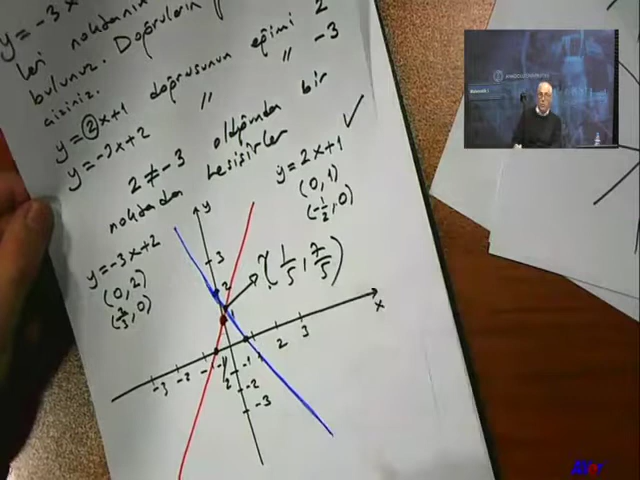 y=-3x
leri noktanın
bulunuz. Doğruların
çiziniz.
y=2x+1 doğrusunun eğimi 2
y=-3x+2 " " -3
2≠-3 olduğundan bir
noktadan kesişirler
y=2x+1 ✓
(0,1)
(-1/2,0)
y=-3x+2
(0,2)
(2/3,0)
(1/5,7/5)
y
3
2
1
x
-3 -2 -1 1 2 3
-1
-2
-3